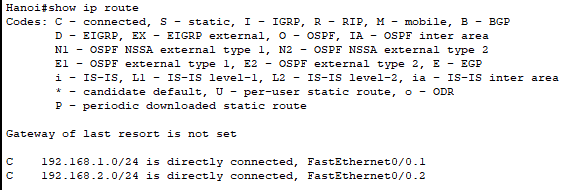 Hanoi#show ip route
Codes: C - connected, S - static, I - IGRP, R - RIP, M - mobile, B - BGP
D - EIGRP, EX - EIGRP external, O - OSPF, IA - OSPF inter area
N1 - OSPF NSSA external type 1, N2 - OSPF NSSA external type 2
E1 - OSPF external type 1, E2 - OSPF external type 2, E - EGP
i - IS-IS, L1 - IS-IS level-1, L2 - IS-IS level-2, ia - IS-IS inter area
* - candidate default, U - per-user static route, o - ODR
P - periodic downloaded static route
Gateway of last resort is not set
C 192.168.1.0/24 is directly connected, FastEthernet0/0.1
C 192.168.2.0/24 is directly connected, FastEthernet0/0.2